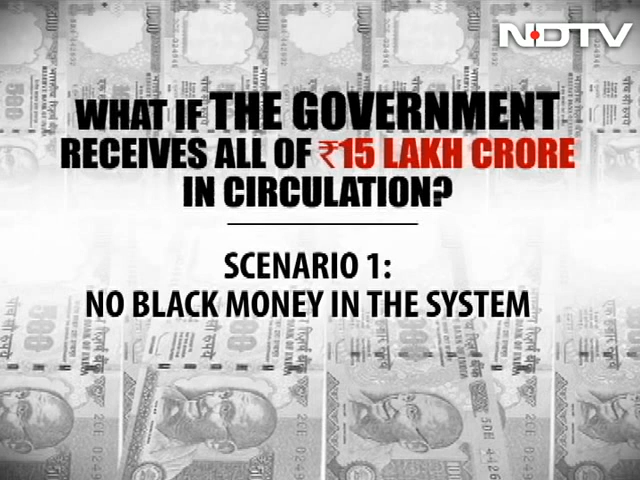 NDTV
WHAT IF THE GOVERNMENT
RECEIVES ALL OF ₹15 LAKH CRORE
IN CIRCULATION?
SCENARIO 1:
NO BLACK MONEY IN THE SYSTEM